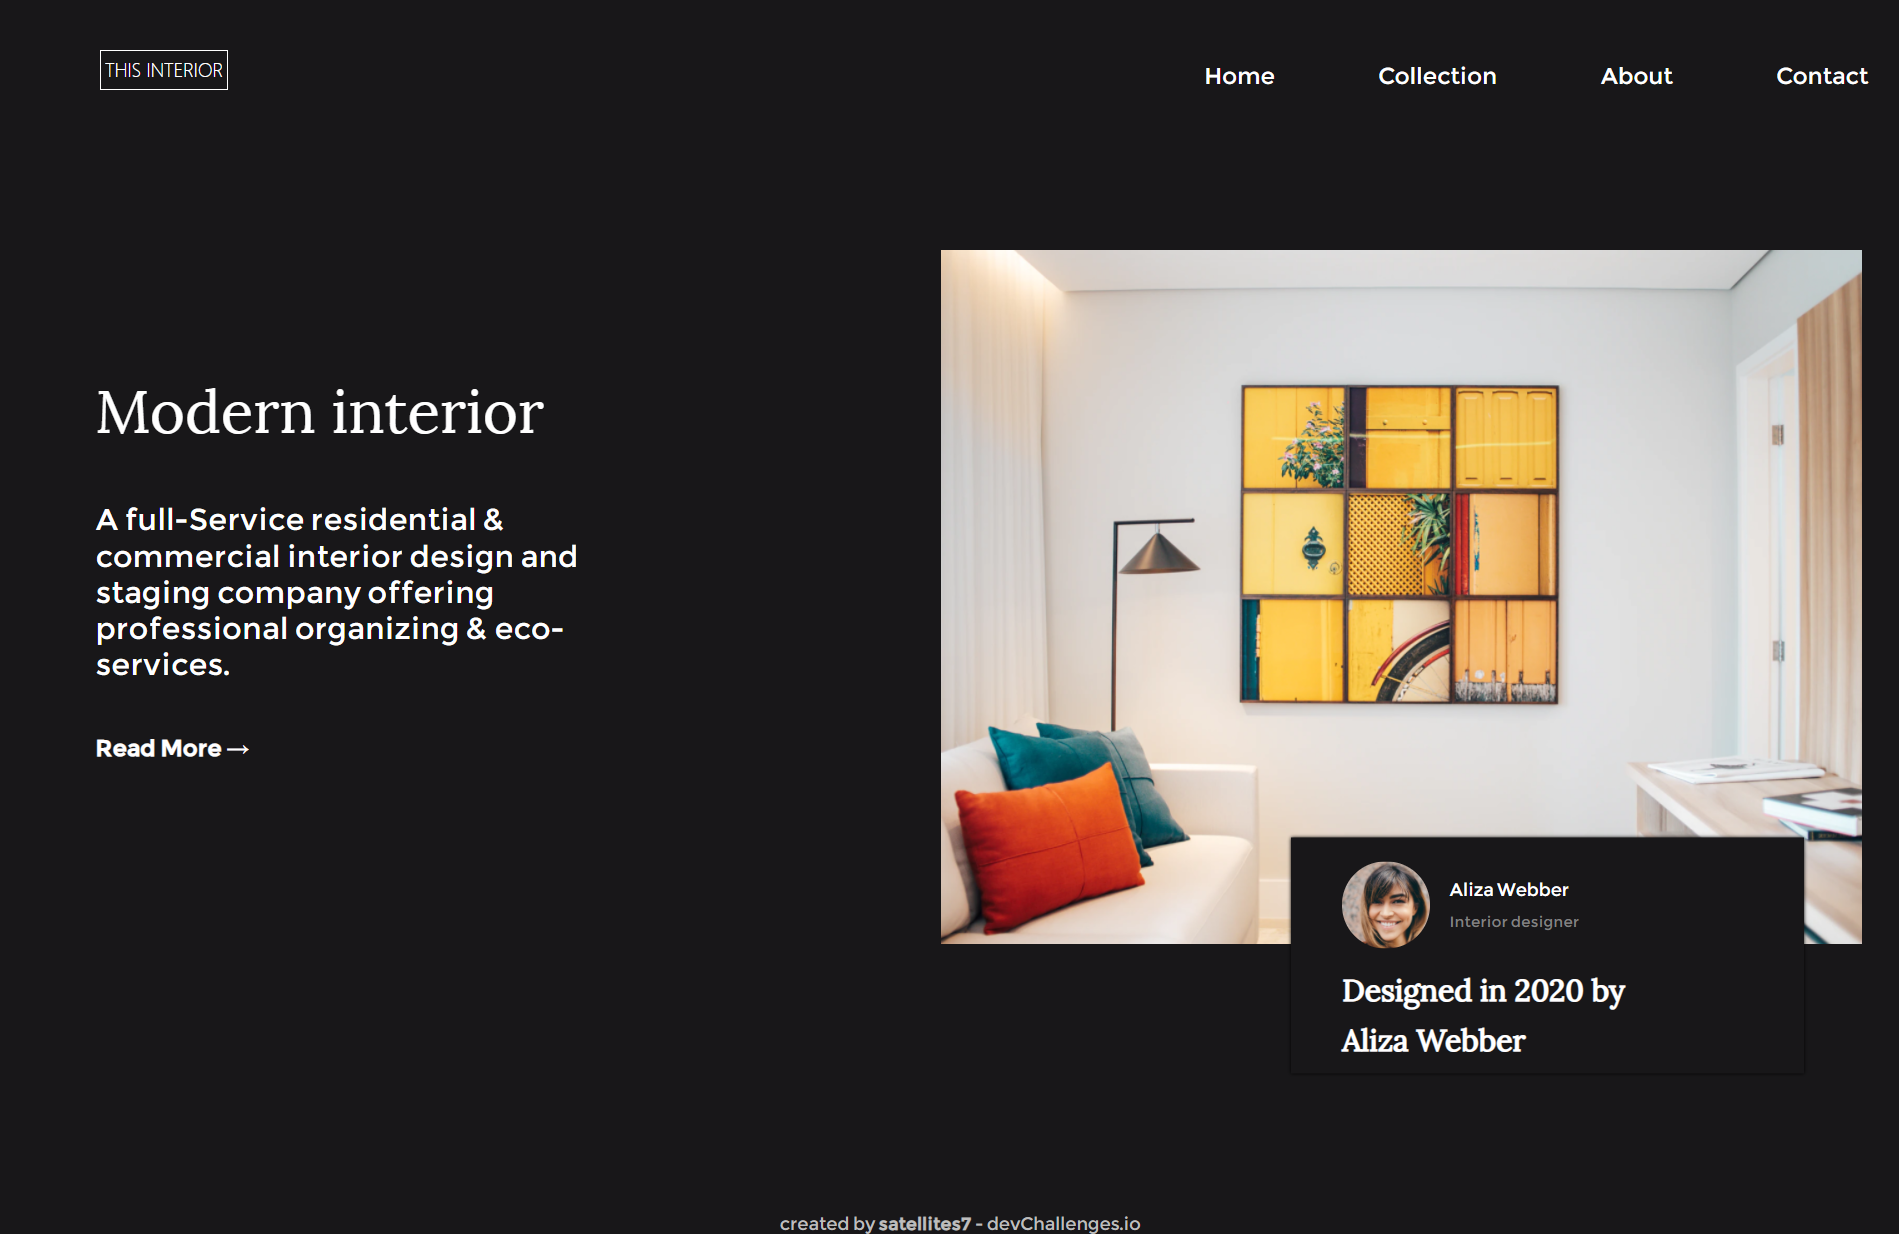 THIS INTERIOR
Home Collection About Contact
Modern interior
A full-Service residential &
commercial interior design and
staging company offering
professional organizing & eco-
services.
Read More →
Aliza Webber
Interior designer
Designed in 2020 by
Aliza Webber
created by satellites7 - devChallenges.io